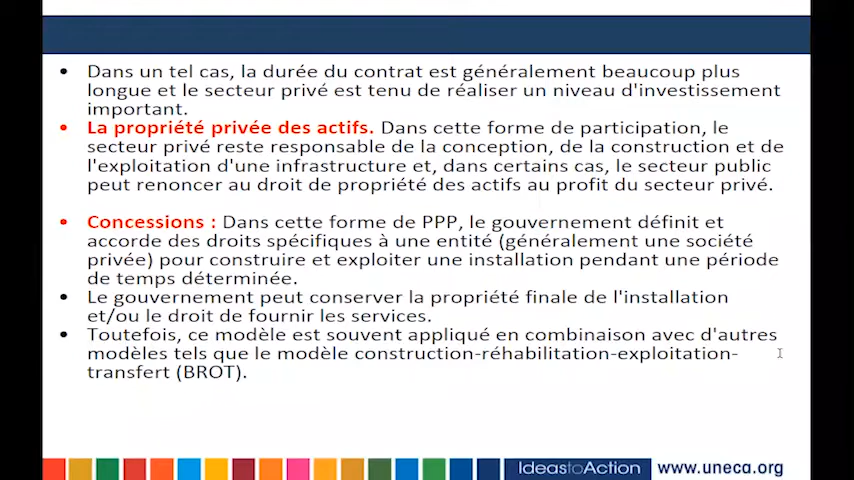 • Dans un tel cas, la durée du contrat est généralement beaucoup plus
longue et le secteur privé est tenu de réaliser un niveau d'investissement
important.
• La propriété privée des actifs. Dans cette forme de participation, le
secteur privé reste responsable de la conception, de la construction et de
l'exploitation d'une infrastructure et, dans certains cas, le secteur public
peut renoncer au droit de propriété des actifs au profit du secteur privé.
• Concessions : Dans cette forme de PPP, le gouvernement définit et
accorde des droits spécifiques à une entité (généralement une société
privée) pour construire et exploiter une installation pendant une période
de temps déterminée.
• Le gouvernement peut conserver la propriété finale de l'installation
et/ou le droit de fournir les services.
• Toutefois, ce modèle est souvent appliqué en combinaison avec d'autres
modèles tels que le modèle construction-réhabilitation-exploitation-
transfert (BROT).
IdeastoAction www.uneca.org